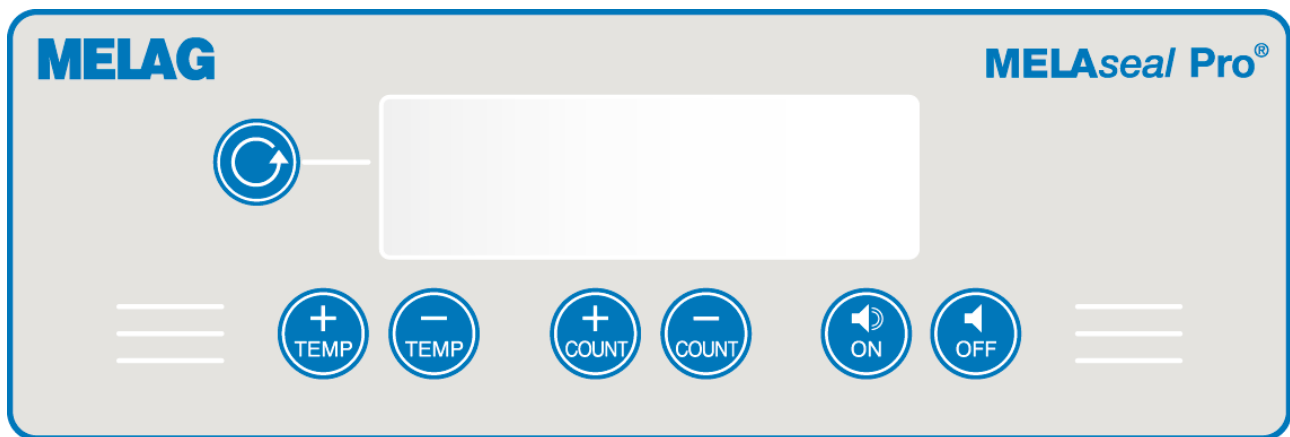 MELAG
MELAseal Pro®
+ TEMP
− TEMP
+ COUNT
− COUNT
ON
OFF